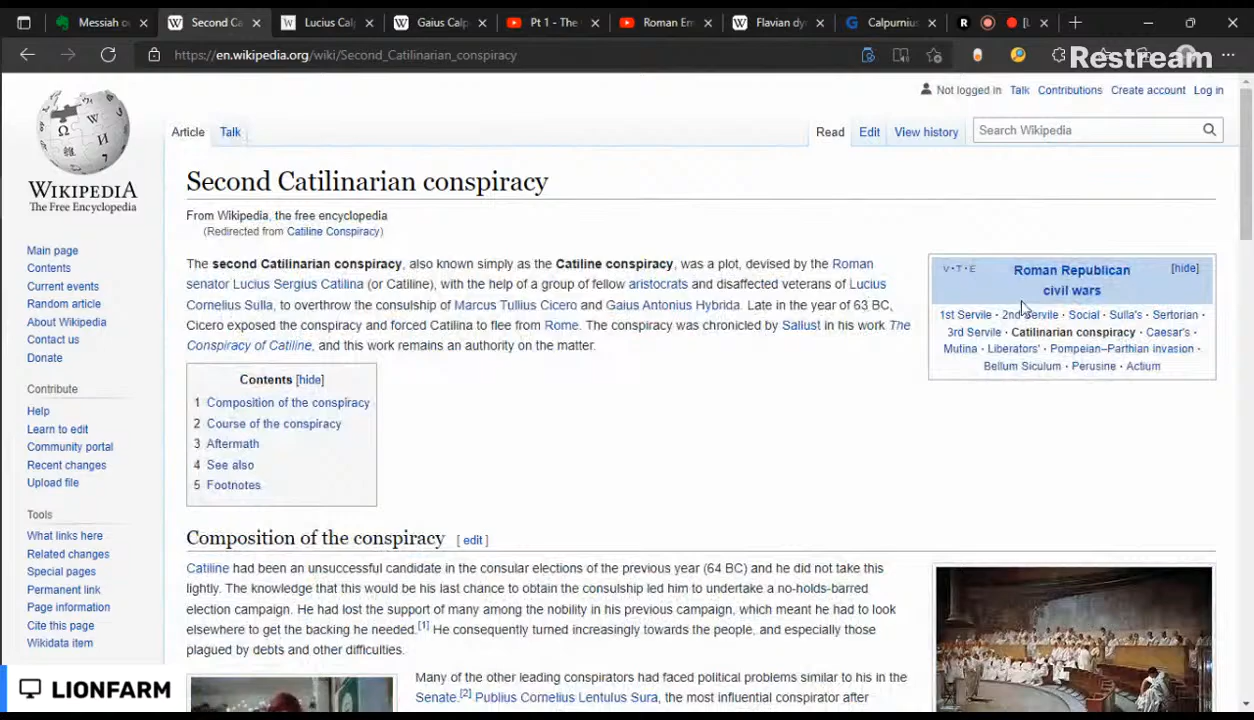 Messiah o
Second Ca
Lucius Cal
Gaius Calp
Pt 1 - The
Roman Em
Flavian dy
Calpurnius
https://en.wikipedia.org/wiki/Second_Catilinarian_conspiracy
Restream
Not logged in Talk Contributions Create account Log in
Article Talk
Read Edit View history
Search Wikipedia
WIKIPEDIA
The Free Encyclopedia
Main page
Contents
Current events
Random article
About Wikipedia
Contact us
Donate
Contribute
Help
Learn to edit
Community portal
Recent changes
Upload file
Tools
What links here
Related changes
Special pages
Permanent link
Page information
Cite this page
Wikidata item
Second Catilinarian conspiracy
From Wikipedia, the free encyclopedia
(Redirected from Catiline Conspiracy)
The second Catilinarian conspiracy, also known simply as the Catiline conspiracy, was a plot, devised by the Roman
senator Lucius Sergius Catilina (or Catiline), with the help of a group of fellow aristocrats and disaffected veterans of Lucius
Cornelius Sulla, to overthrow the consulship of Marcus Tullius Cicero and Gaius Antonius Hybrida. Late in the year of 63 BC,
Cicero exposed the conspiracy and forced Catilina to flee from Rome. The conspiracy was chronicled by Sallust in his work The
Conspiracy of Catiline, and this work remains an authority on the matter.
V·T·E
Roman Republican
civil wars
[hide]
1st Servile · 2nd Servile · Social · Sulla's · Sertorian ·
3rd Servile · Catilinarian conspiracy · Caesar's ·
Mutina · Liberators' · Pompeian–Parthian invasion ·
Bellum Siculum · Perusine · Actium
Contents [hide]
1 Composition of the conspiracy
2 Course of the conspiracy
3 Aftermath
4 See also
5 Footnotes
Composition of the conspiracy [ edit ]
Catiline had been an unsuccessful candidate in the consular elections of the previous year (64 BC) and he did not take this
lightly. The knowledge that this would be his last chance to obtain the consulship led him to undertake a no-holds-barred
election campaign. He had lost the support of many among the nobility in his previous campaign, which meant he had to look
elsewhere to get the backing he needed.[1] He consequently turned increasingly towards the people, and especially those
plagued by debts and other difficulties.
Many of the other leading conspirators had faced political problems similar to his in the
Senate.[2] Publius Cornelius Lentulus Sura, the most influential conspirator after
LIONFARM